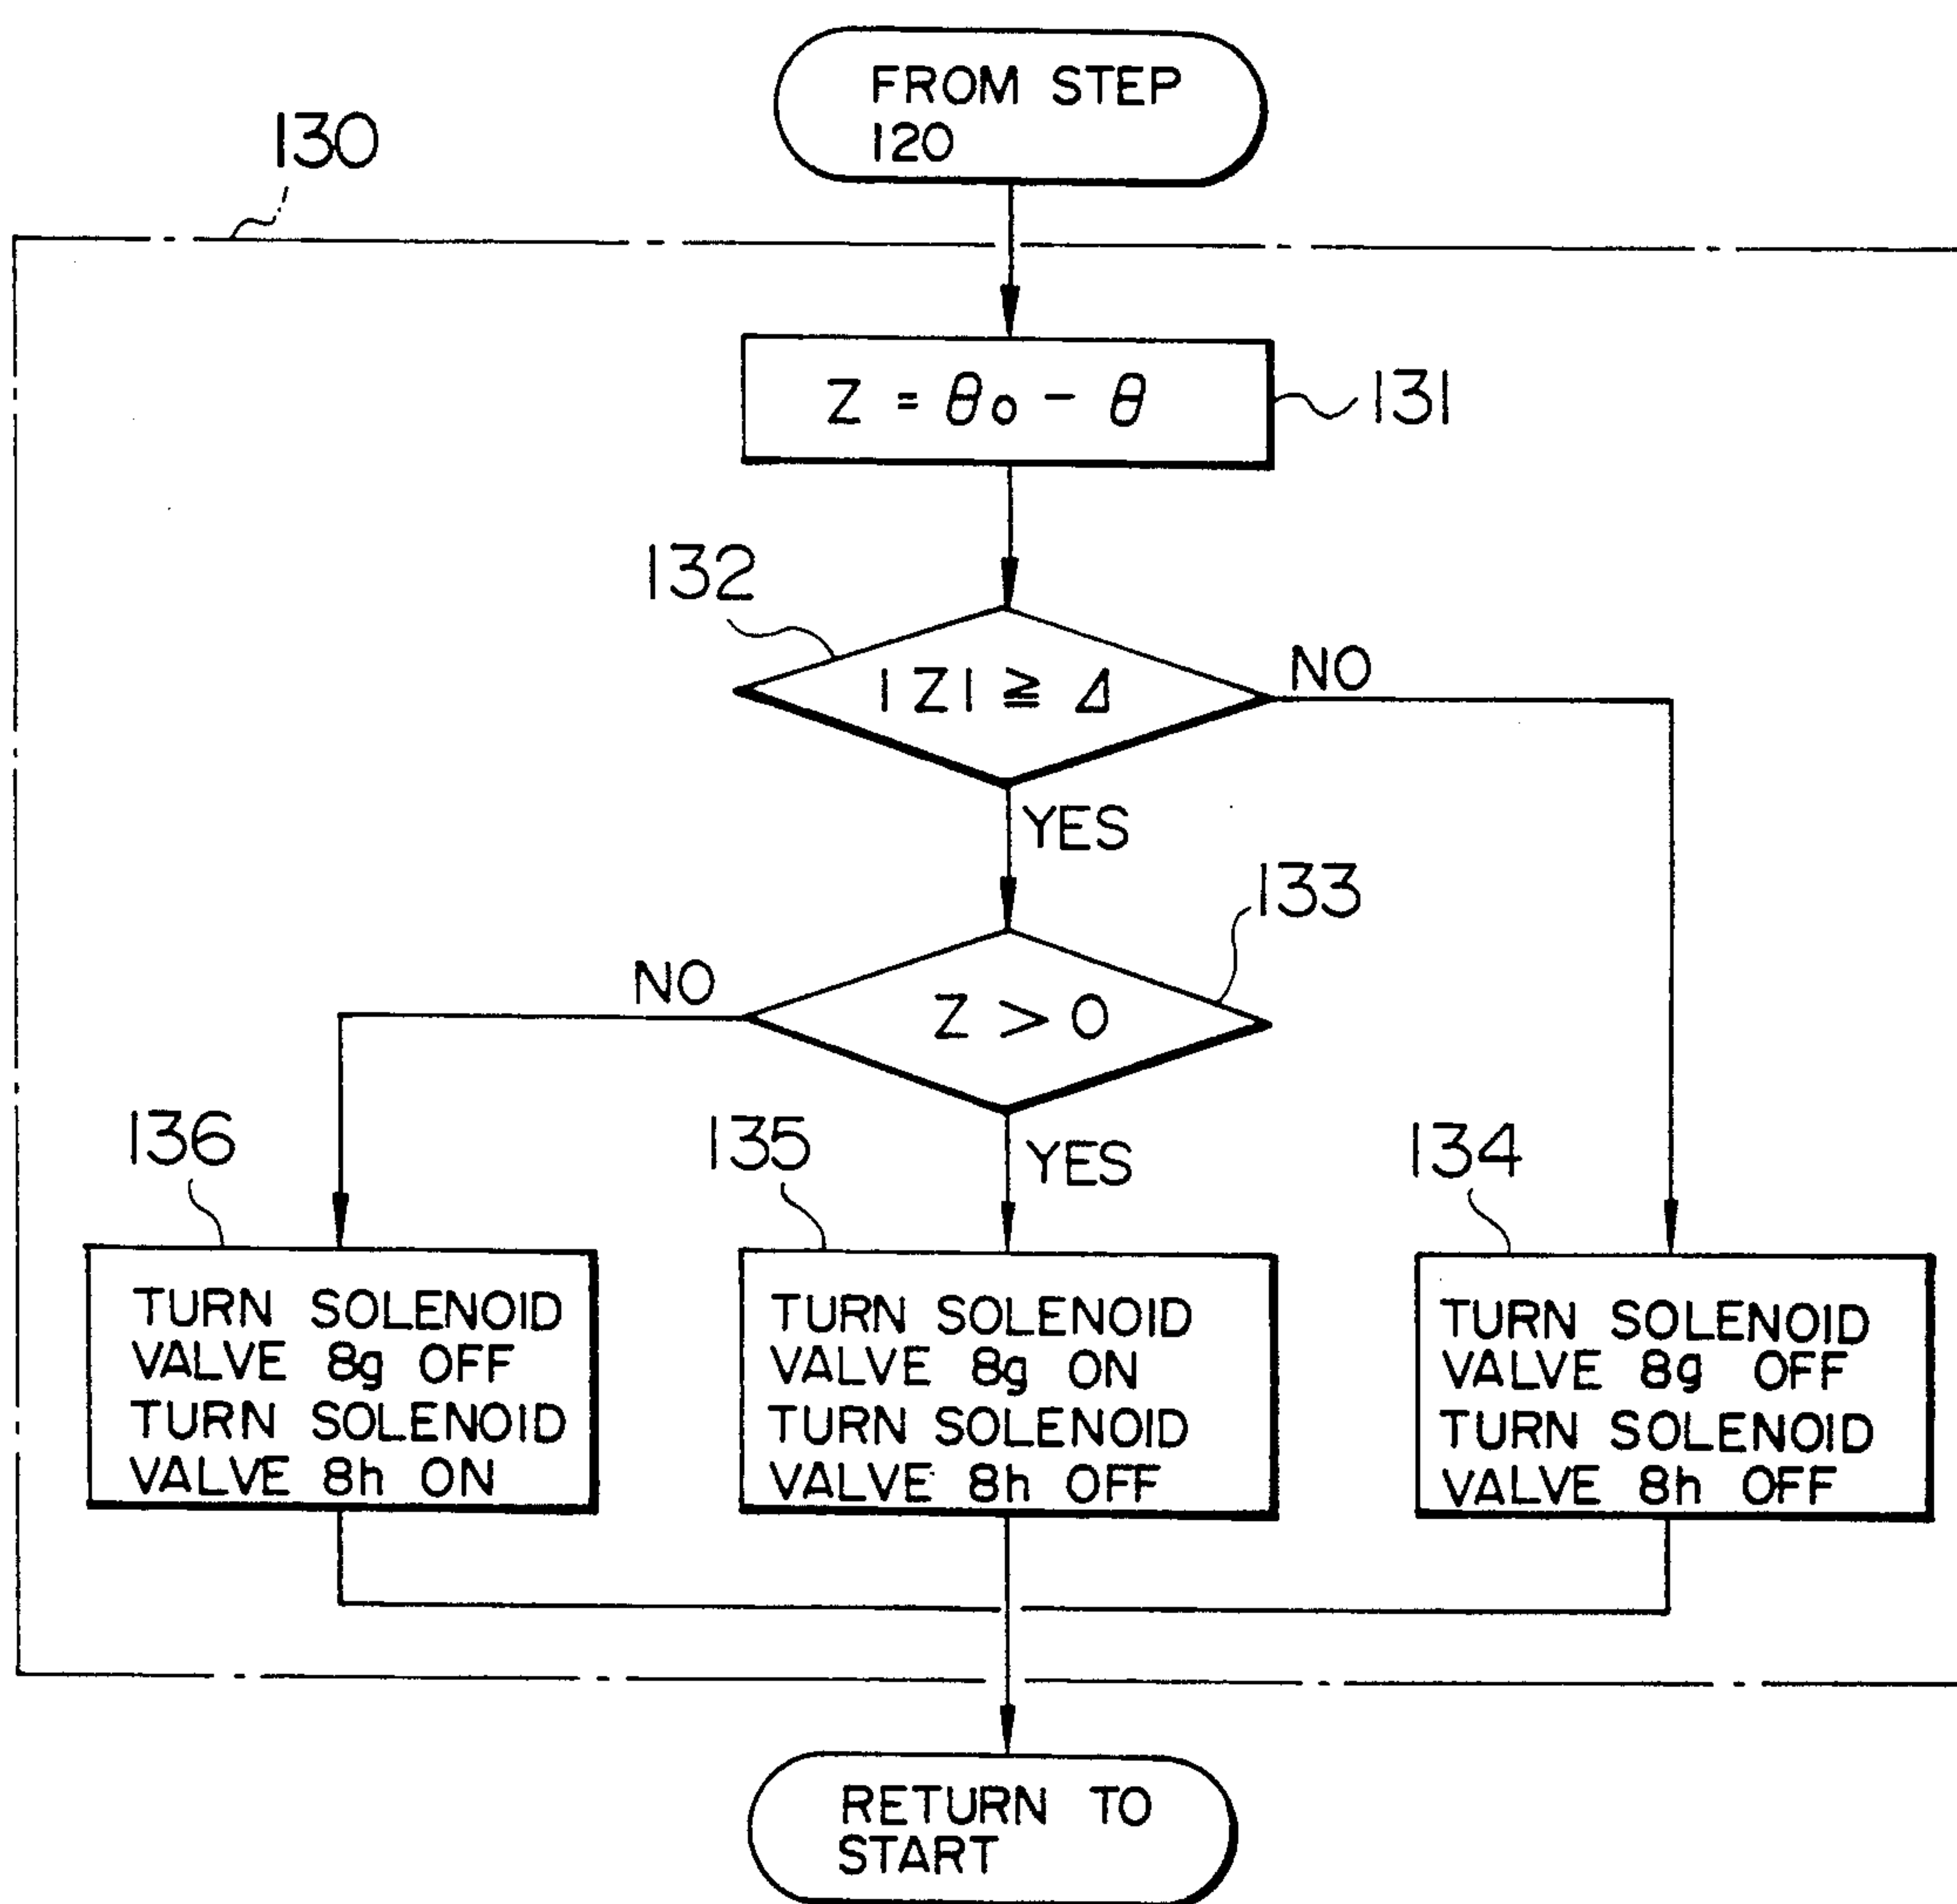 FROM STEP
120
130
Z = θo - θ
131
132
|Z| ≧ Δ
NO
YES
133
NO
Z > 0
YES
136
135
134
TURN SOLENOID
VALVE 8g OFF
TURN SOLENOID
VALVE 8h ON
TURN SOLENOID
VALVE 8g ON
TURN SOLENOID
VALVE 8h OFF
TURN SOLENOID
VALVE 8g OFF
TURN SOLENOID
VALVE 8h OFF
RETURN TO
START